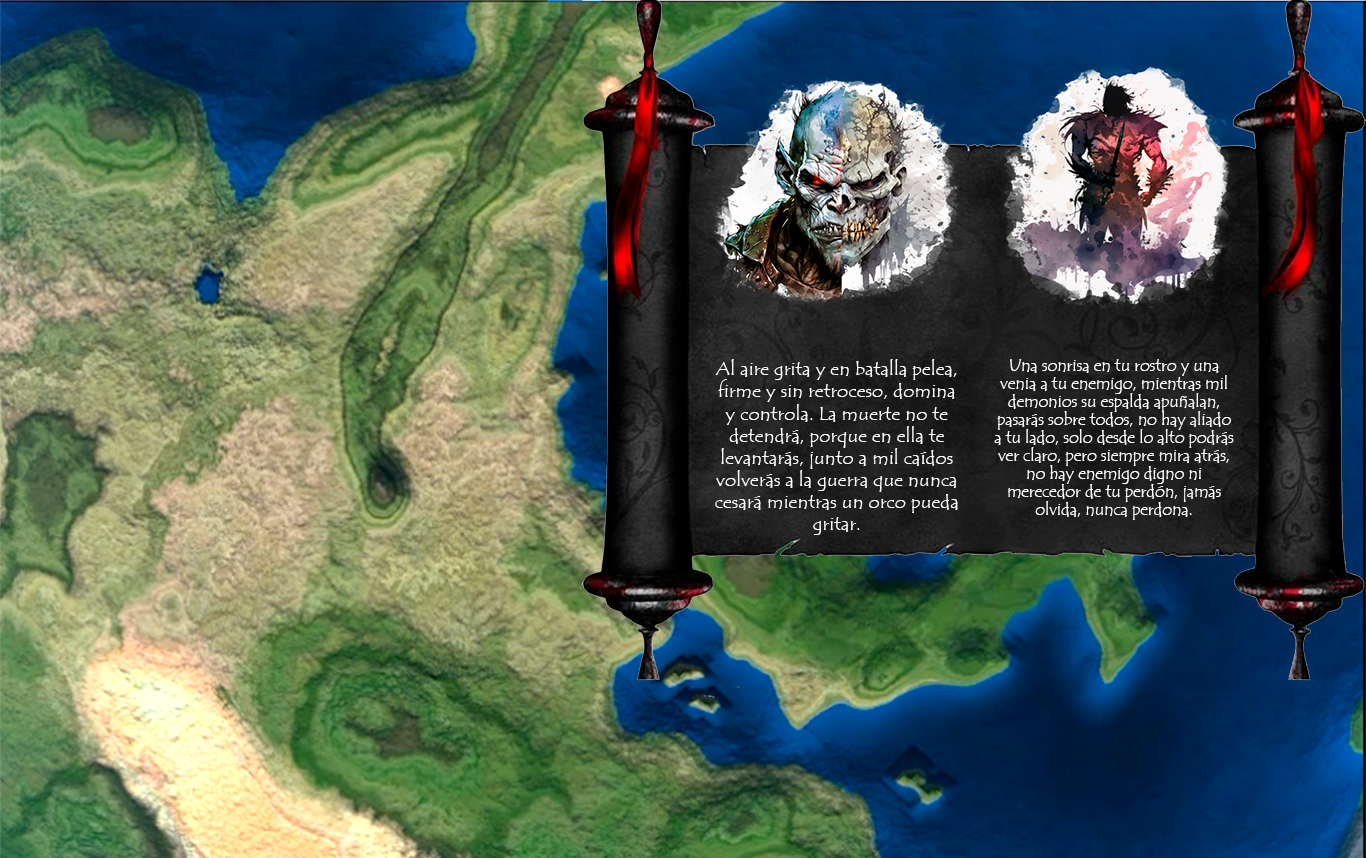 Al aire grita y en batalla pelea,
firme y sin retroceso, domina
y controla. La muerte no te
detendrá, porque en ella te
levantarás, junto a mil caídos
volverás a la guerra que nunca
cesará mientras un orco pueda
gritar.
Una sonrisa en tu rostro y una
venia a tu enemigo, mientras mil
demonios su espalda apuñalan,
pasarás sobre todos, no hay aliado
a tu lado, solo desde lo alto podrás
ver claro, pero siempre mira atrás,
no hay enemigo digno ni
merecedor de tu perdón, jamás
olvida, nunca perdona.